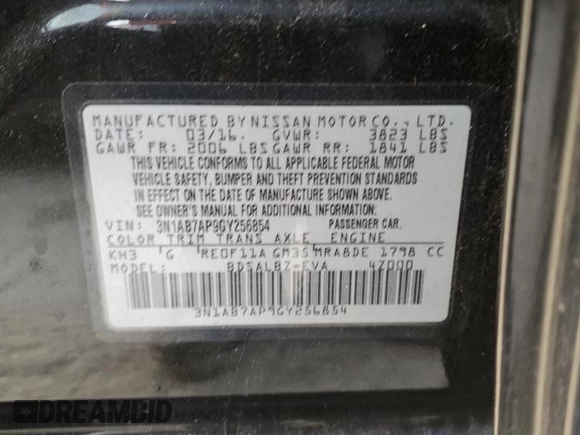 MANUFACTURED BY NISSAN MOTOR CO., LTD.
DATE: 03/16. GVWR: 3823 LBS
GAWR FR: 2006 LBS GAWR RR: 1841 LBS
THIS VEHICLE CONFORMS TO ALL APPLICABLE FEDERAL MOTOR
VEHICLE SAFETY, BUMPER AND THEFT PREVENTION STANDARDS
IN EFFECT ON THE DATE OF MANUFACTURE SHOWN ABOVE.
SEE OWNER'S MANUAL FOR ADDITIONAL INFORMATION.
VIN: 3N1AB7AP9GY256854 PASSENGER CAR.
COLOR TRIM TRANS AXLE ENGINE
KH3 G RE0F11A GM35 MRA8DE 1798 CC
BDSALBZ-EVA 4Z000
3N1AB7AP9GY256854
DREAMBID